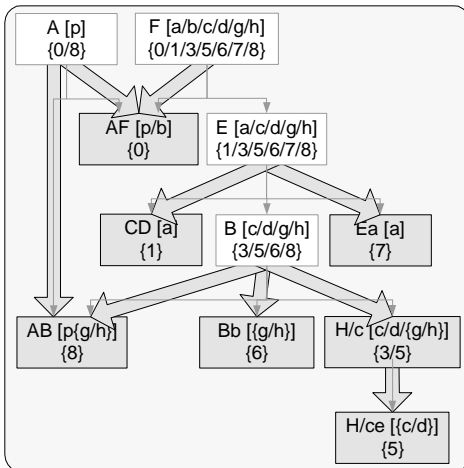 A [p]
{0/8}
F [a/b/c/d/g/h]
{0/1/3/5/6/7/8}
AF [p/b]
{0}
E [a/c/d/g/h]
{1/3/5/6/7/8}
CD [a]
{1}
B [c/d/g/h]
{3/5/6/8}
Ea [a]
{7}
AB [p{g/h}]
{8}
Bb [{g/h}]
{6}
H/c [c/d/{g/h}]
{3/5}
H/ce [{c/d}]
{5}